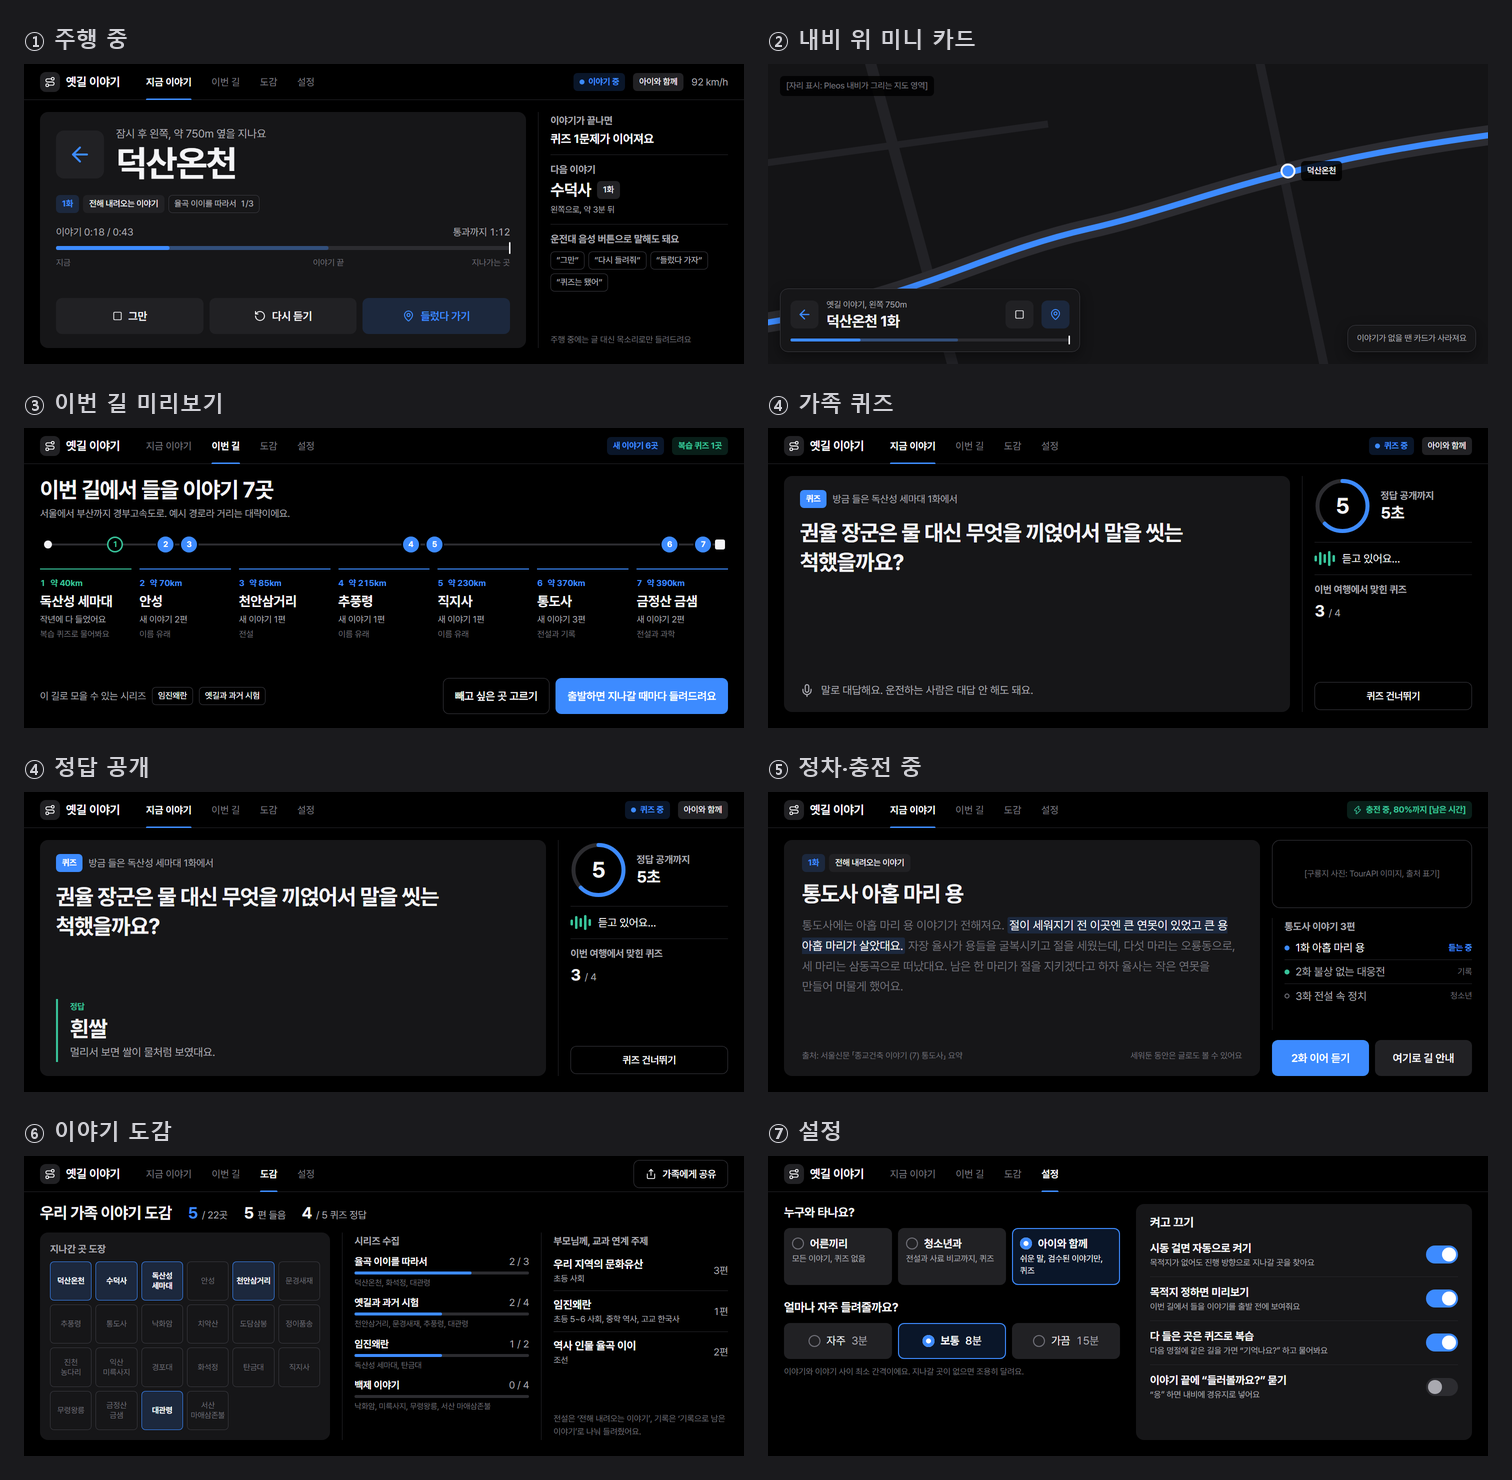 ① 주행 중
옛길 이야기 지금 이야기 이번 길 도감 설정 이야기 중 아이와 함께 92 km/h
잠시 후 왼쪽, 약 750m 옆을 지나요
덕산온천
1화 전해 내려오는 이야기 율곡 이이를 따라서 1/3
이야기 0:18 / 0:43 통과까지 1:12
지금 이야기 끝 지나가는 곳
그만 다시 듣기 들렀다 가기
이야기가 끝나면
퀴즈 1문제가 이어져요
다음 이야기
수덕사 1화
왼쪽으로, 약 3분 뒤
운전대 음성 버튼으로 말해도 돼요
"그만" "다시 들려줘" "들렀다 가자"
"퀴즈는 됐어"
주행 중에는 글 대신 목소리로만 들려드려요
② 내비 위 미니 카드
[자리 표시: Pleos 내비가 그리는 지도 영역]
덕산온천
옛길 이야기, 왼쪽 750m
덕산온천 1화
이야기가 없을 땐 카드가 사라져요
③ 이번 길 미리보기
옛길 이야기 지금 이야기 이번 길 도감 설정 새 이야기 6곳 복습 퀴즈 1곳
이번 길에서 들을 이야기 7곳
서울에서 부산까지 경부고속도로. 예시 경로라 거리는 대략이에요.
1 2 3 4 5 6 7
1 약 40km 2 약 70km 3 약 85km 4 약 215km 5 약 230km 6 약 370km 7 약 390km
독산성 세마대 안성 천안삼거리 추풍령 직지사 통도사 금정산 금샘
작년에 다 들었어요 새 이야기 2편 새 이야기 1편 새 이야기 1편 새 이야기 1편 새 이야기 3편 새 이야기 2편
복습 퀴즈로 물어봐요 이름 유래 전설 이름 유래 이름 유래 전설과 기록 전설과 과학
이 길로 모을 수 있는 시리즈 임진왜란 옛길과 과거 시험 빼고 싶은 곳 고르기 출발하면 지나갈 때마다 들려드려요
④ 가족 퀴즈
옛길 이야기 지금 이야기 이번 길 도감 설정 퀴즈 중 아이와 함께
퀴즈 방금 들은 독산성 세마대 1화에서
권율 장군은 물 대신 무엇을 끼얹어서 말을 씻는
척했을까요?
말로 대답해요. 운전하는 사람은 대답 안 해도 돼요.
5 정답 공개까지
5초
듣고 있어요...
이번 여행에서 맞힌 퀴즈
3 / 4
퀴즈 건너뛰기
④ 정답 공개
옛길 이야기 지금 이야기 이번 길 도감 설정 퀴즈 중 아이와 함께
퀴즈 방금 들은 독산성 세마대 1화에서
권율 장군은 물 대신 무엇을 끼얹어서 말을 씻는
척했을까요?
정답
흰쌀
멀리서 보면 쌀이 물처럼 보였대요.
5 정답 공개까지
5초
듣고 있어요...
이번 여행에서 맞힌 퀴즈
3 / 4
퀴즈 건너뛰기
⑤ 정차·충전 중
옛길 이야기 지금 이야기 이번 길 도감 설정 충전 중, 80%까지 [남은 시간]
1화 전해 내려오는 이야기
통도사 아홉 마리 용
통도사에는 아홉 마리 용 이야기가 전해져요. 절이 세워지기 전 이곳엔 큰 연못이 있었고 큰 용
아홉 마리가 살았대요. 자장 율사가 용들을 굴복시키고 절을 세웠는데, 다섯 마리는 오룡동으로,
세 마리는 삼동곡으로 떠났대요. 남은 한 마리가 절을 지키겠다고 하자 율사는 작은 연못을
만들어 머물게 했어요.
출처: 서울신문 「종교건축 이야기 (7) 통도사」 요약 세워둔 동안은 글로도 볼 수 있어요
[구룡지 사진: TourAPI 이미지, 출처 표기]
통도사 이야기 3편
1화 아홉 마리 용 듣는 중
2화 불상 없는 대웅전 기록
3화 전설 속 정치 청소년
2화 이어 듣기 여기로 길 안내
⑥ 이야기 도감
옛길 이야기 지금 이야기 이번 길 도감 설정 가족에게 공유
우리 가족 이야기 도감 5 / 22곳 5 편 들음 4 / 5 퀴즈 정답
지나간 곳 도장
덕산온천 수덕사 독산성 세마대 안성 천안삼거리 문경새재
추풍령 통도사 낙화암 치악산 도담삼봉 정이품송
진천 농다리 익산 미륵사지 경포대 화석정 탄금대 직지사
무령왕릉 금정산 금샘 대관령 서산 마애삼존불
시리즈 수집
율곡 이이를 따라서 2 / 3
덕산온천, 화석정, 대관령
옛길과 과거 시험 2 / 4
천안삼거리, 문경새재, 추풍령, 대관령
임진왜란 1 / 2
독산성 세마대, 탄금대
백제 이야기 0 / 4
낙화암, 미륵사지, 무령왕릉, 서산 마애삼존불
부모님께, 교과 연계 주제
우리 지역의 문화유산 3편
초등 사회
임진왜란 1편
초등 5~6 사회, 중학 역사, 고교 한국사
역사 인물 율곡 이이 2편
조선
전설은 '전해 내려오는 이야기', 기록은 '기록으로 남은
이야기'로 나눠 들려줬어요.
⑦ 설정
옛길 이야기 지금 이야기 이번 길 도감 설정
누구와 타나요?
어른끼리 청소년과 아이와 함께
모든 이야기, 퀴즈 없음 전설과 사료 비교까지, 퀴즈 쉬운 말, 검수된 이야기만,
퀴즈
얼마나 자주 들려줄까요?
자주 3분 보통 8분 가끔 15분
이야기와 이야기 사이 최소 간격이에요. 지나갈 곳이 없으면 조용히 달려요.
켜고 끄기
시동 걸면 자동으로 켜기
목적지가 없어도 진행 방향으로 지나갈 곳을 찾아요
목적지 정하면 미리보기
이번 길에서 들을 이야기를 출발 전에 보여줘요
다 들은 곳은 퀴즈로 복습
다음 명절에 같은 길을 가면 "기억나요?" 하고 물어봐요
이야기 끝에 "들러볼까요?" 묻기
"응" 하면 내비에 경유지로 넣어요